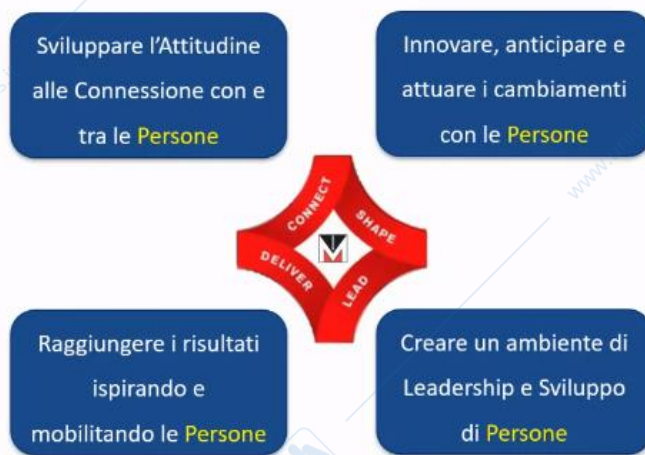 Sviluppare l'Attitudine
alle Connessione con e
tra le Persone
Innovare, anticipare e
attuare i cambiamenti
con le Persone
CONNECT
SHAPE
DELIVER
LEAD
Raggiungere i risultati
ispirando e
mobilitando le Persone
Creare un ambiente di
Leadership e Sviluppo
di Persone